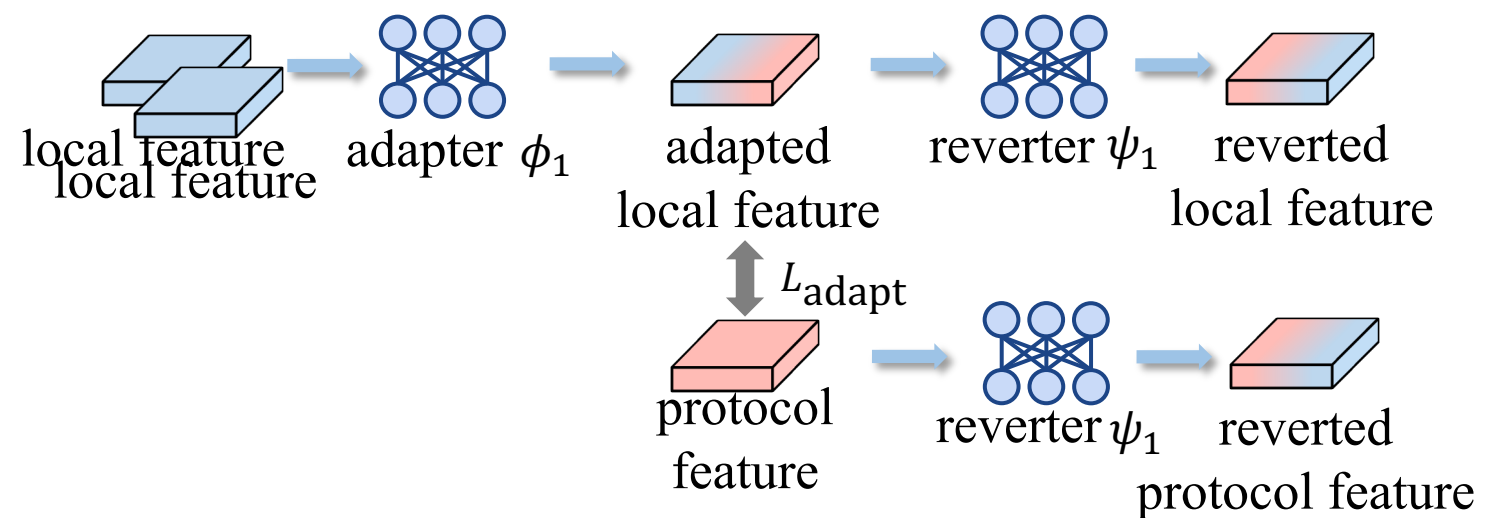 local feature
local feature
adapter ϕ₁
adapted
local feature
reverter ψ₁
reverted
local feature
L_adapt
protocol
feature
reverter ψ₁
reverted
protocol feature